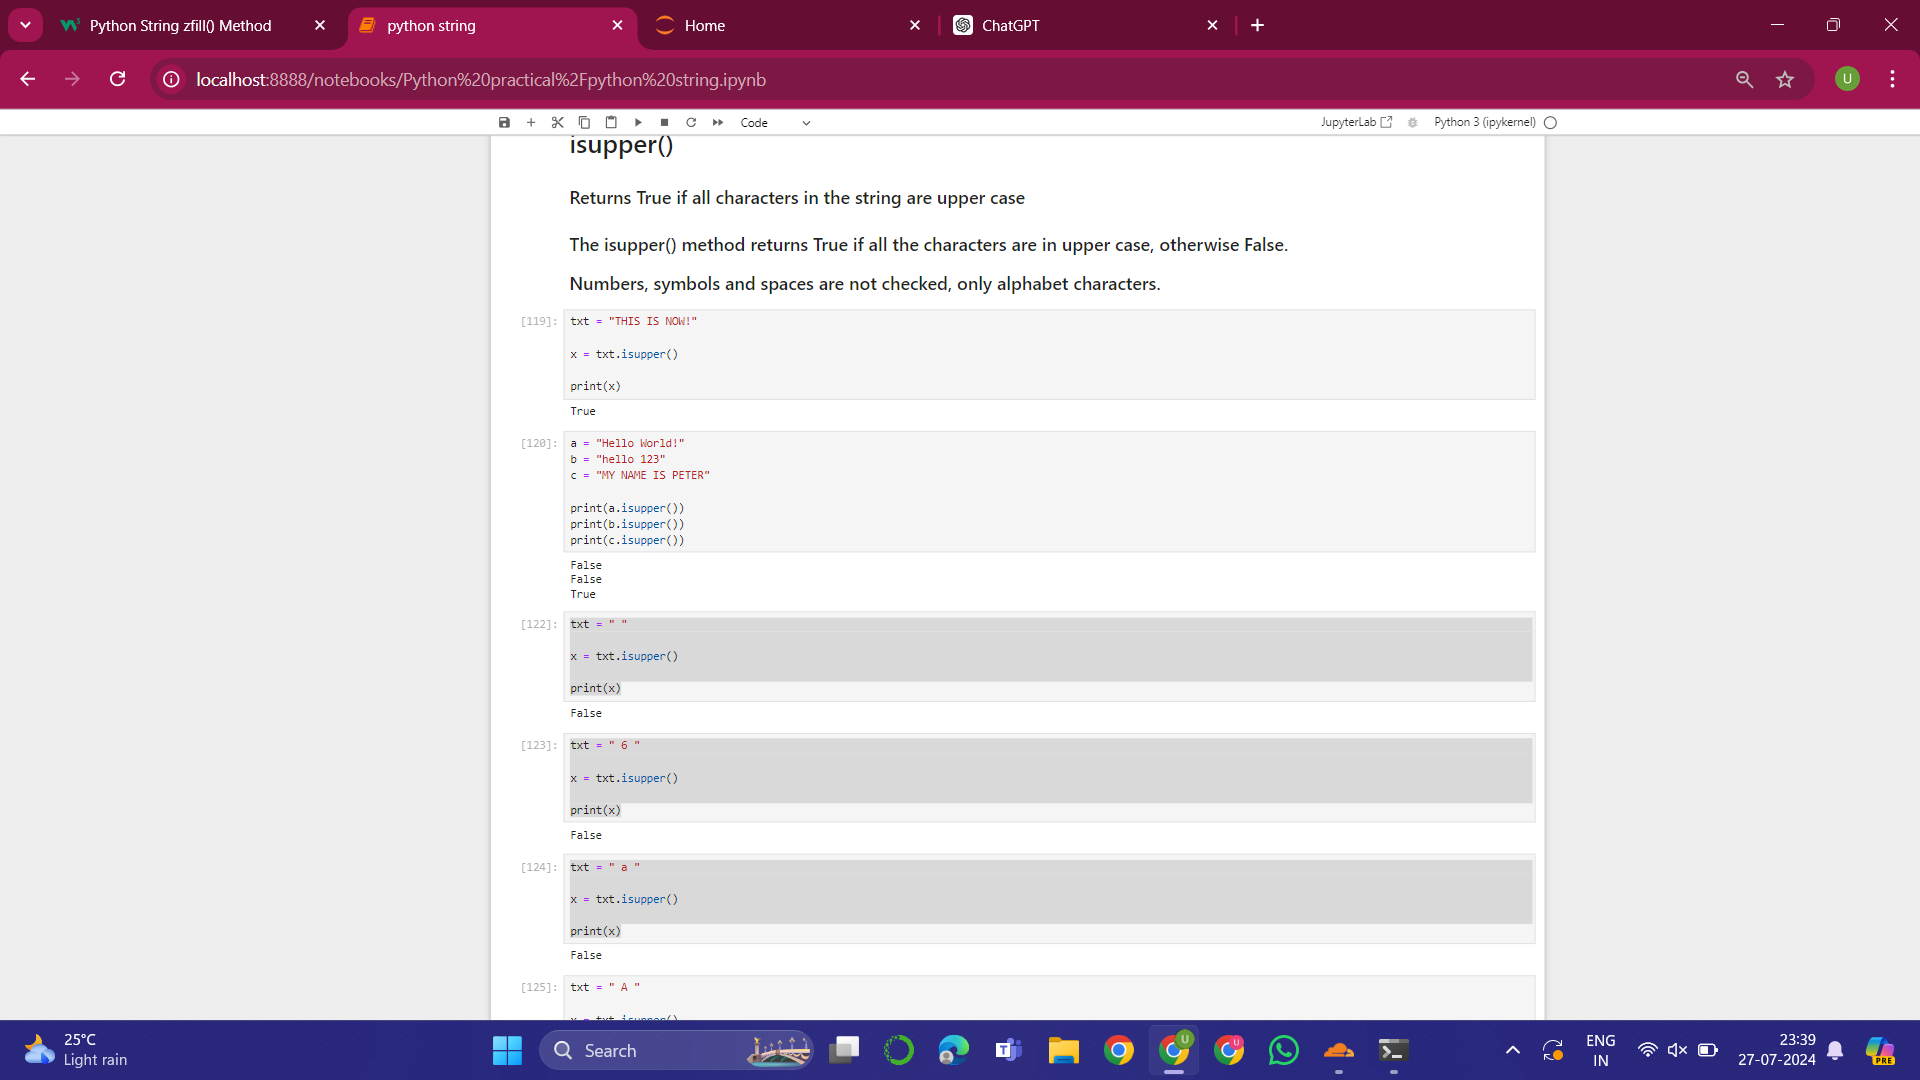 Python String zfill() Method
python string
Home
ChatGPT
localhost:8888/notebooks/Python%20practical%2Fpython%20string.ipynb
U
Code
JupyterLab
Python 3 (ipykernel)
isupper()
Returns True if all characters in the string are upper case
The isupper() method returns True if all the characters are in upper case, otherwise False.
Numbers, symbols and spaces are not checked, only alphabet characters.
[119]:
txt = "THIS IS NOW!"
x = txt.isupper()
print(x)
True
[120]:
a = "Hello World!"
b = "hello 123"
c = "MY NAME IS PETER"
print(a.isupper())
print(b.isupper())
print(c.isupper())
False
False
True
[122]:
txt = " "
x = txt.isupper()
print(x)
False
[123]:
txt = " 6 "
x = txt.isupper()
print(x)
False
[124]:
txt = " a "
x = txt.isupper()
print(x)
False
[125]:
txt = " A "
x = txt.isupper()
25°C
Light rain
Search
ENG
IN
23:39
27-07-2024
PRE